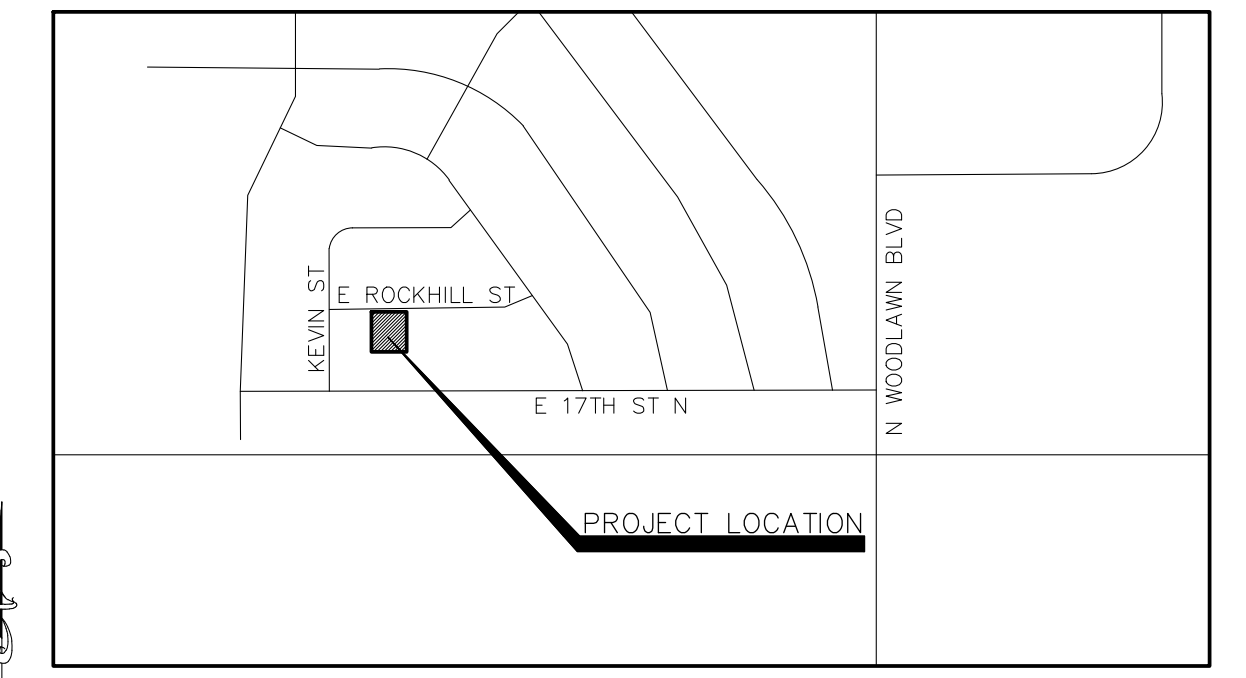 N WOODLAWN BLVD
KEVIN ST
E ROCKHILL ST
E 17TH ST N
PROJECT LOCATION